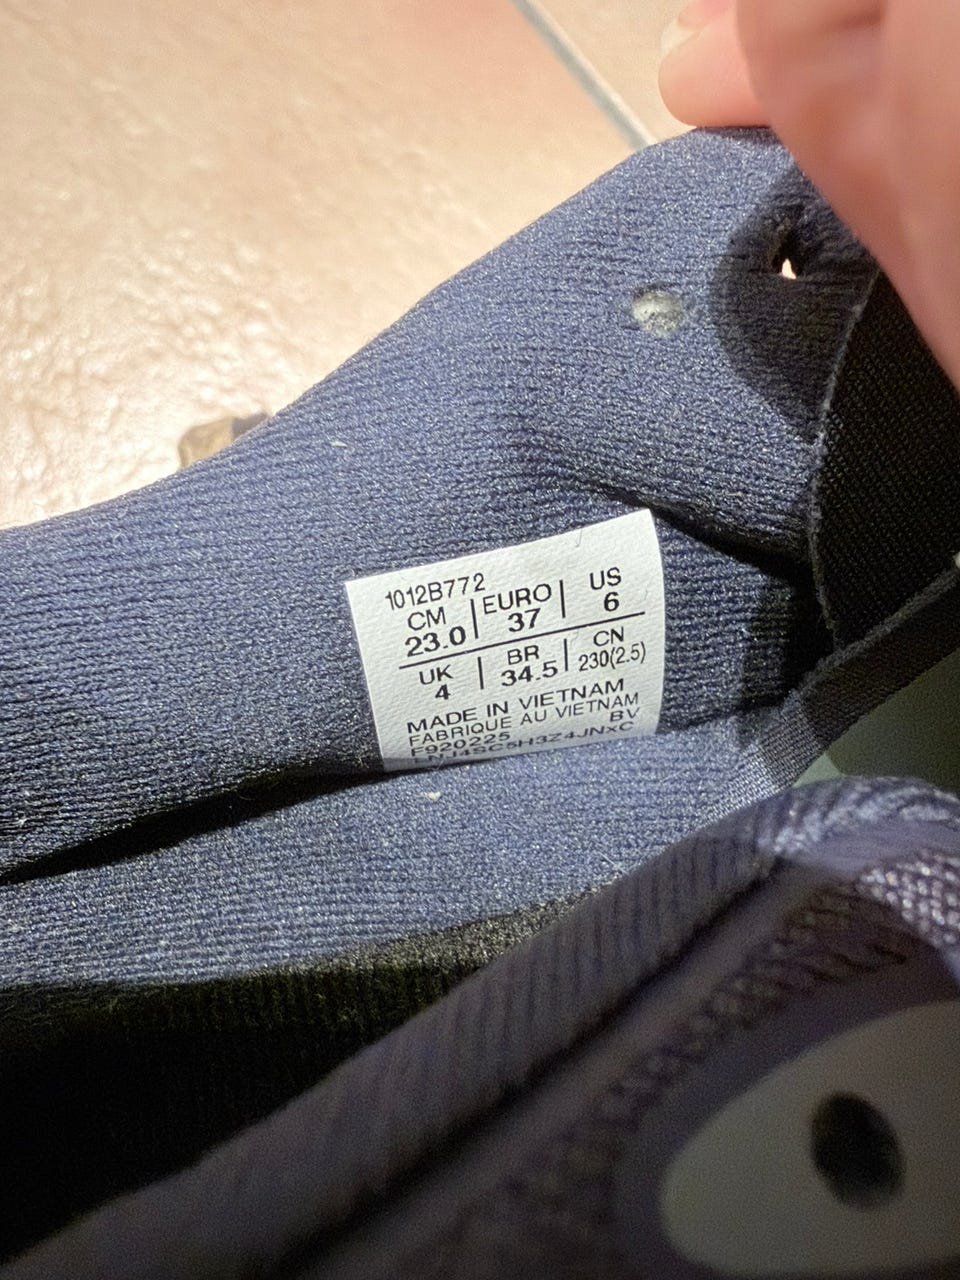 1012B772
CM | EURO | US
23.0 | 37 | 6
UK | BR | CN
4 | 34.5 | 230(2.5)
MADE IN VIETNAM
FABRIQUE AU VIETNAM
F920225 BV